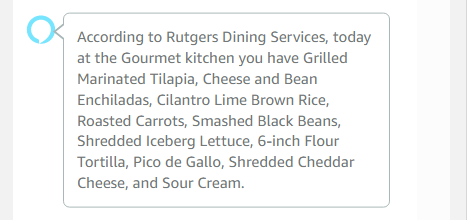 According to Rutgers Dining Services, today
at the Gourmet kitchen you have Grilled
Marinated Tilapia, Cheese and Bean
Enchiladas, Cilantro Lime Brown Rice,
Roasted Carrots, Smashed Black Beans,
Shredded Iceberg Lettuce, 6-inch Flour
Tortilla, Pico de Gallo, Shredded Cheddar
Cheese, and Sour Cream.